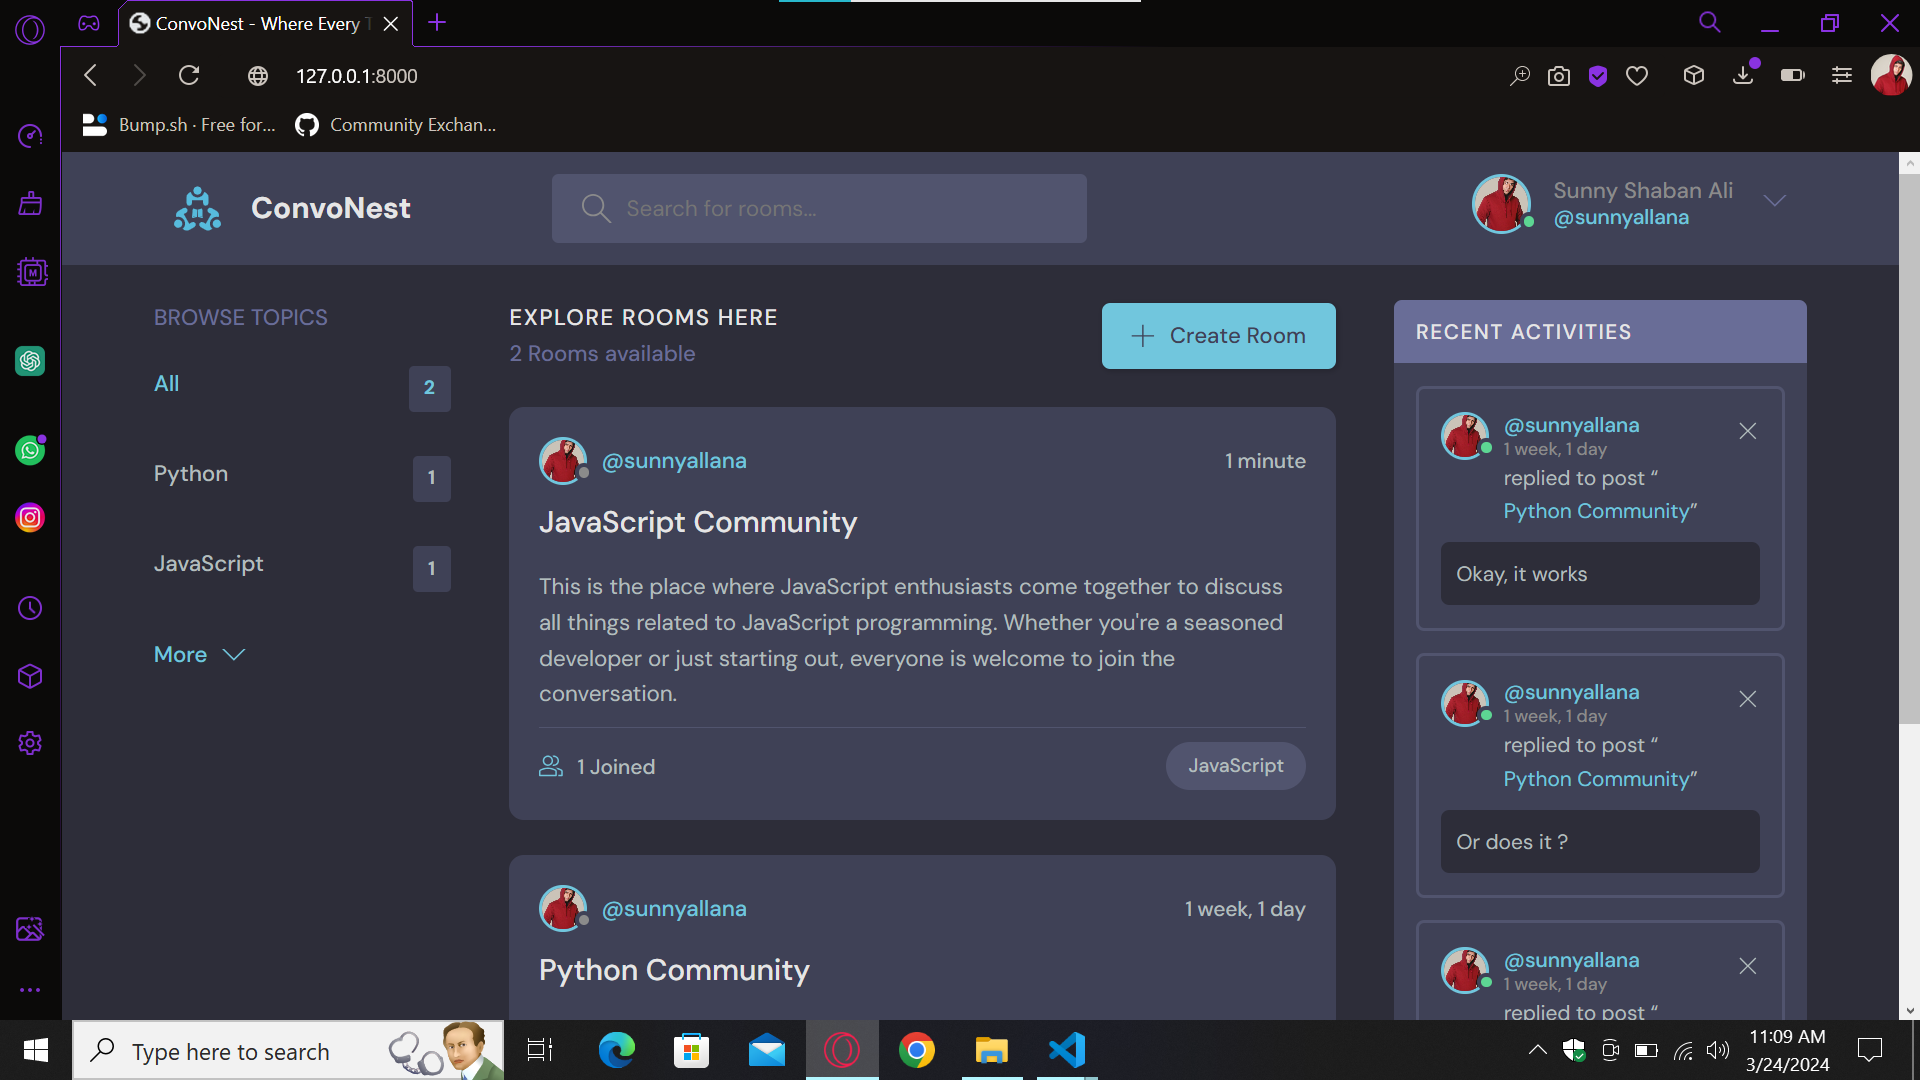 ConvoNest - Where Every T
127.0.0.1:8000
Bump.sh · Free for...
Community Exchan...
ConvoNest
Search for rooms...
Sunny Shaban Ali
@sunnyallana
BROWSE TOPICS
All
2
Python
1
JavaScript
1
More
EXPLORE ROOMS HERE
2 Rooms available
Create Room
@sunnyallana
1 minute
JavaScript Community
This is the place where JavaScript enthusiasts come together to discuss
all things related to JavaScript programming. Whether you're a seasoned
developer or just starting out, everyone is welcome to join the
conversation.
1 Joined
JavaScript
@sunnyallana
1 week, 1 day
Python Community
RECENT ACTIVITIES
@sunnyallana
1 week, 1 day
replied to post “
Python Community”
Okay, it works
@sunnyallana
1 week, 1 day
replied to post “
Python Community”
Or does it ?
@sunnyallana
1 week, 1 day
replied to post “
Type here to search
11:09 AM
3/24/2024